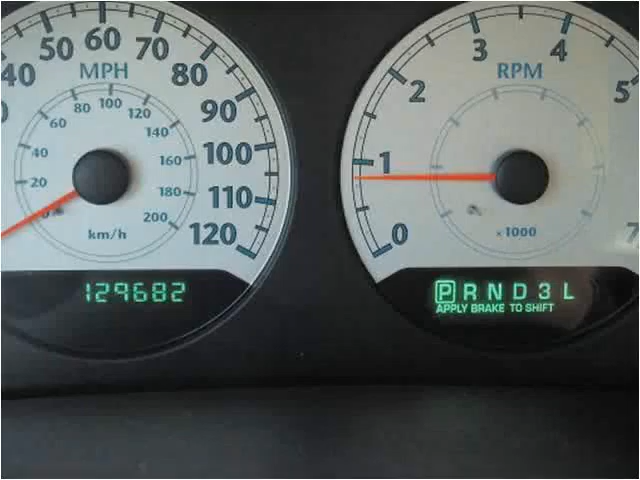 40 50 60 70 80 90 100 110 120
MPH
20 40 60 80 100 120 140 160 180 200
km/h
129682
0 1 2 3 4 5 7
RPM
×1000
P R N D 3 L
APPLY BRAKE TO SHIFT